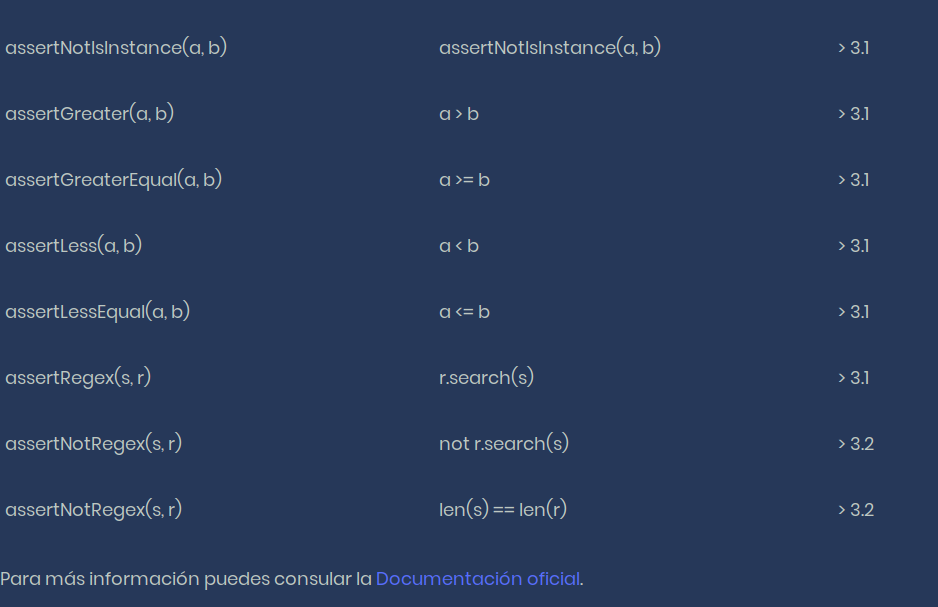 assertNotIsInstance(a, b) assertNotIsInstance(a, b) > 3.1
assertGreater(a, b) a > b > 3.1
assertGreaterEqual(a, b) a >= b > 3.1
assertLess(a, b) a < b > 3.1
assertLessEqual(a, b) a <= b > 3.1
assertRegex(s, r) r.search(s) > 3.1
assertNotRegex(s, r) not r.search(s) > 3.2
assertNotRegex(s, r) len(s) == len(r) > 3.2
Para más información puedes consular la Documentación oficial.